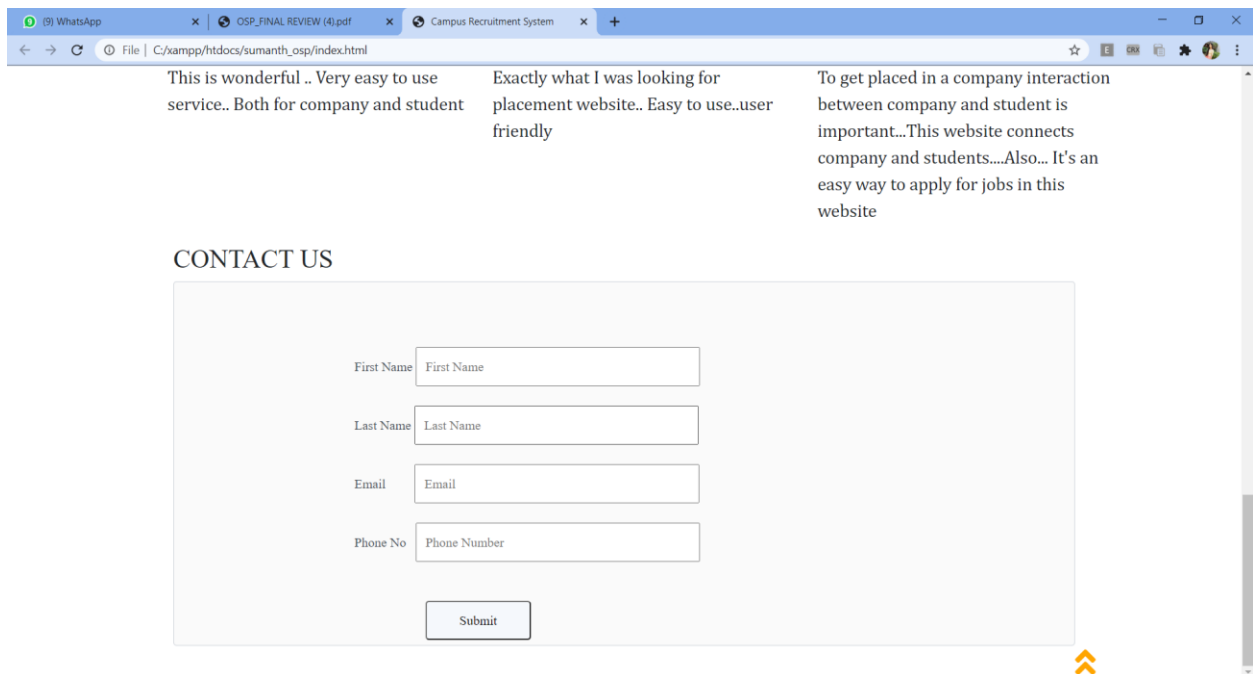 (9) WhatsApp
OSP_FINAL REVIEW (4).pdf
Campus Recruitment System
File | C:/xampp/htdocs/sumanth_osp/index.html
This is wonderful .. Very easy to use
service.. Both for company and student
Exactly what I was looking for
placement website.. Easy to use..user
friendly
To get placed in a company interaction
between company and student is
important...This website connects
company and students....Also... It's an
easy way to apply for jobs in this
website
CONTACT US
First Name First Name
Last Name Last Name
Email Email
Phone No Phone Number
Submit